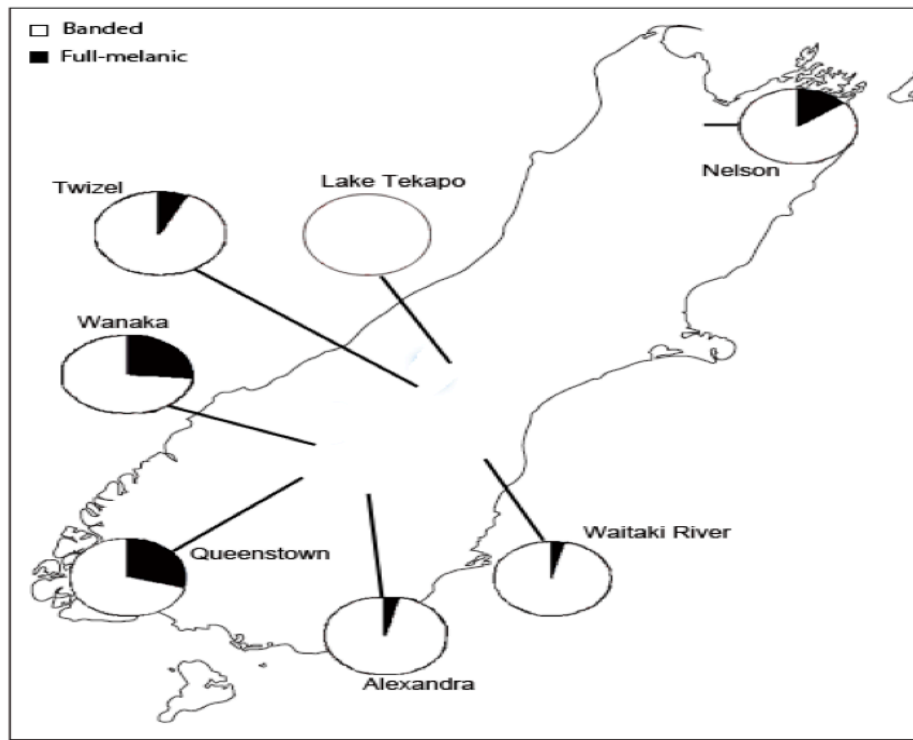 Banded
Full-melanic
Nelson
Twizel
Lake Tekapo
Wanaka
Queenstown
Waitaki River
Alexandra